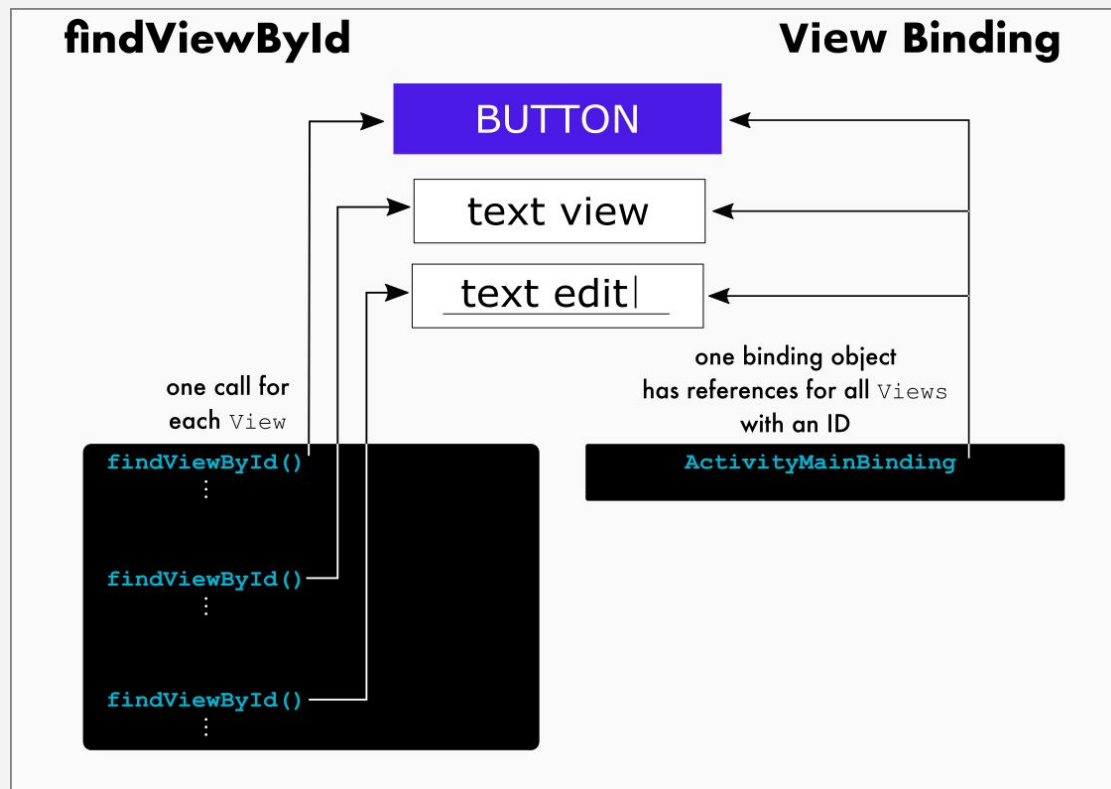 findViewById
View Binding
BUTTON
text view
text edit
one call for
each View
one binding object
has references for all Views
with an ID
findViewById()
findViewById()
findViewById()
ActivityMainBinding